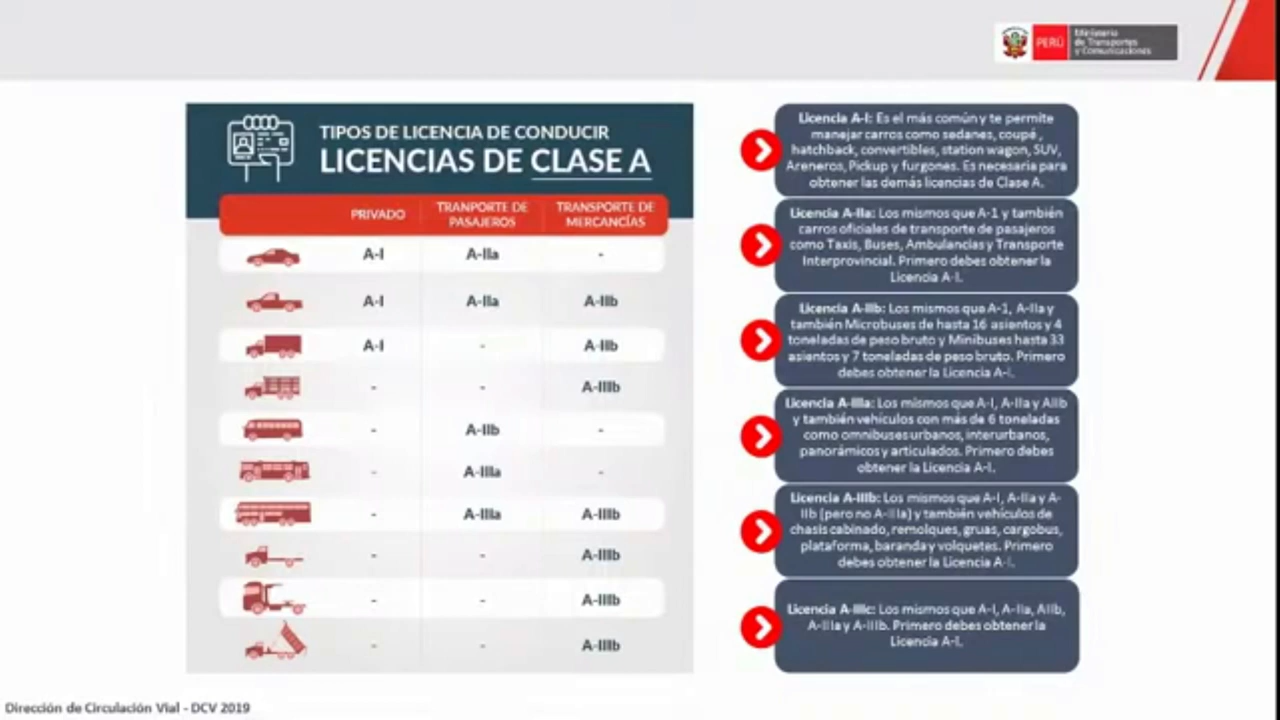 PERÚ
Ministerio
de Transportes
y Comunicaciones
TIPOS DE LICENCIA DE CONDUCIR
LICENCIAS DE CLASE A
PRIVADO TRANPORTE DE PASAJEROS TRANSPORTE DE MERCANCÍAS
A-I A-IIa -
A-I A-IIa A-IIb
A-I - A-IIb
- - A-IIIb
- A-IIb -
- A-IIIa -
- A-IIIa A-IIIb
- - A-IIIb
- - A-IIIb
- - A-IIIb
Licencia A-I: Es el más común y te permite
manejar carros como sedanes, coupé,
hatchback, convertibles, station wagon, SUV,
Areneros, Pickup y furgones. Es necesaria para
obtener las demás licencias de Clase A.
Licencia A-IIa: Los mismos que A-1 y también
carros oficiales de transporte de pasajeros
como Taxis, Buses, Ambulancias y Transporte
Interprovincial. Primero debes obtener la
Licencia A-I.
Licencia A-IIb: Los mismos que A-1, A-IIa y
también Microbuses de hasta 16 asientos y 4
toneladas de peso bruto y Minibuses hasta 33
asientos y 7 toneladas de peso bruto. Primero
debes obtener la Licencia A-I.
Licencia A-IIIa: Los mismos que A-I, A-IIa y AIIb
y también vehículos con más de 6 toneladas
como omnibuses urbanos, interurbanos,
panorámicos y articulados. Primero debes
obtener la Licencia A-I.
Licencia A-IIIb: Los mismos que A-I, A-IIa y A-
IIb (pero no A-IIIa) y también vehículos de
chasis cabinado, remolques, gruas, cargobus,
plataforma, baranda y volquetes. Primero
debes obtener la Licencia A-I.
Licencia A-IIIc: Los mismos que A-I, A-IIa, AIIb,
A-IIIa y A-IIIb. Primero debes obtener la
Licencia A-I.
Dirección de Circulación Vial - DCV 2019